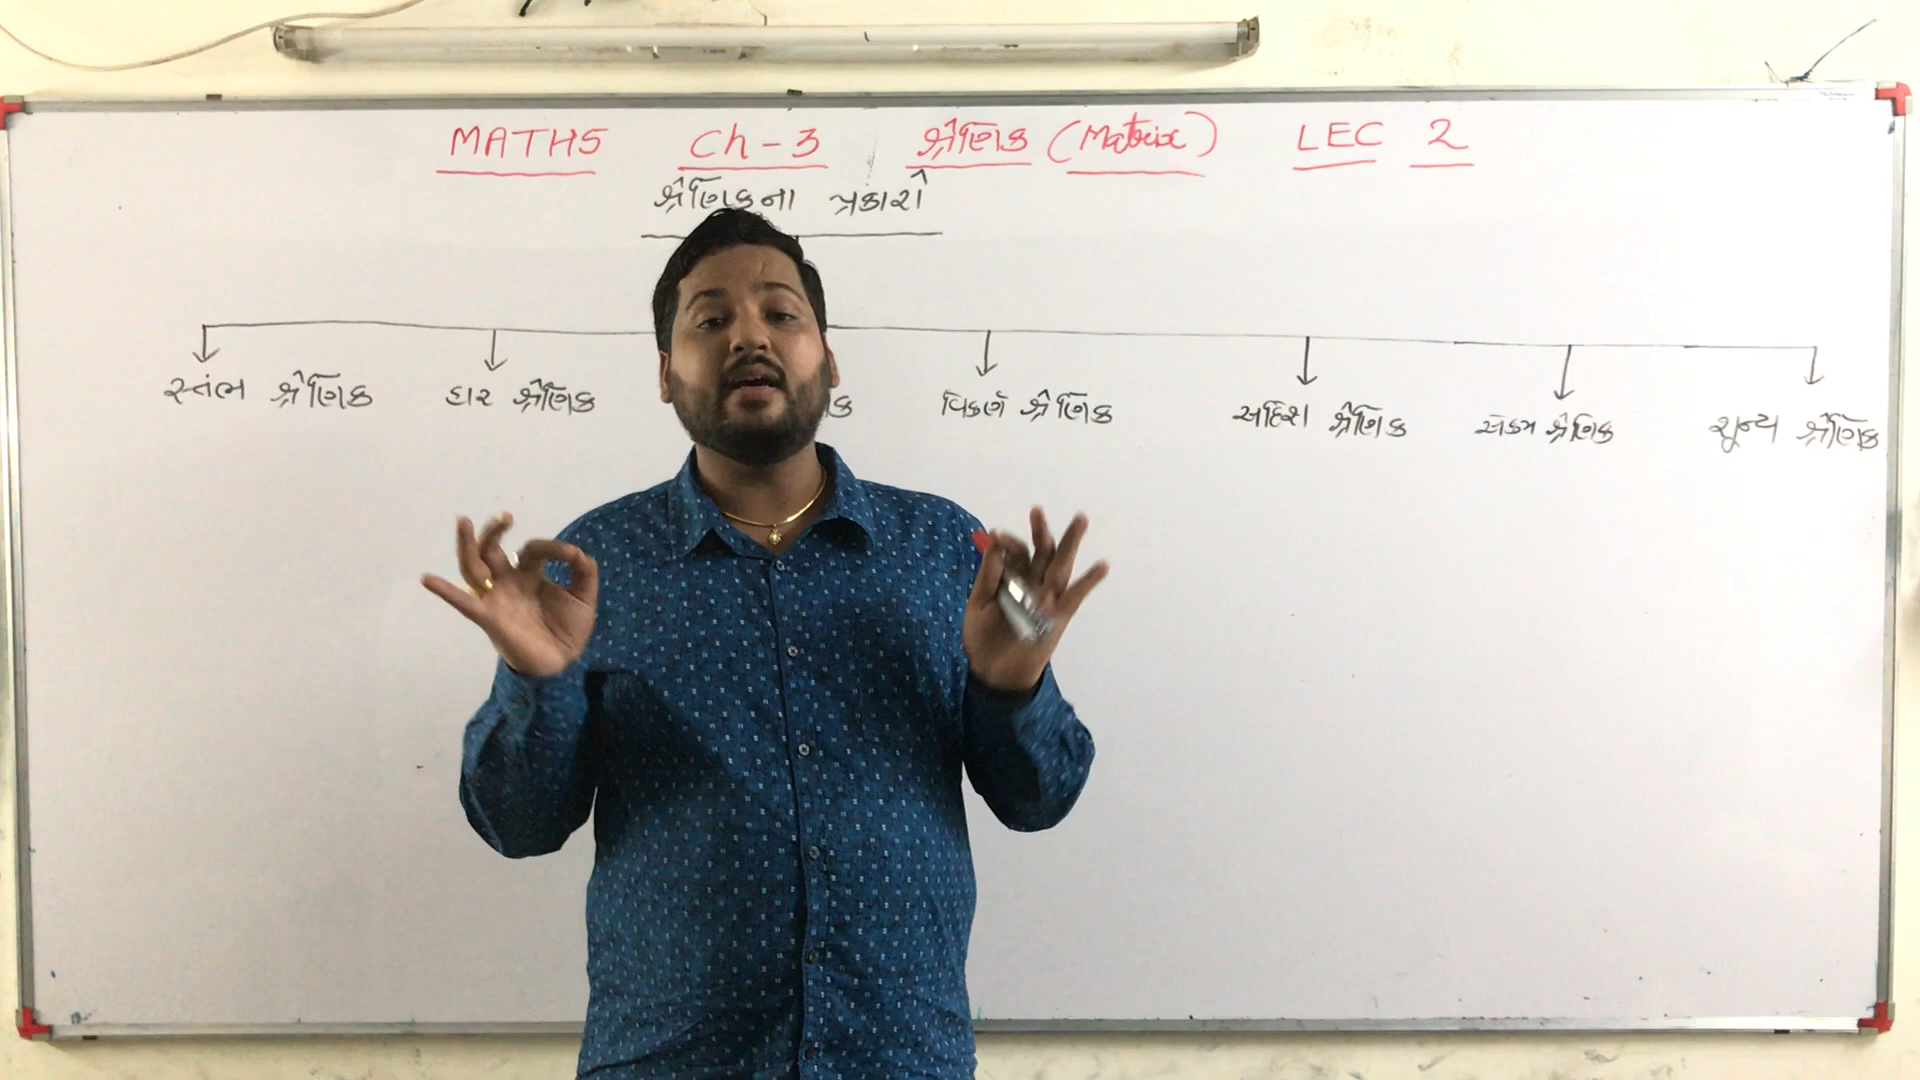 MATHS Ch-3 શ્રેણિક (Matrix) LEC 2
શ્રેણિકના પ્રકારો
સ્તંભ શ્રેણિક હાર શ્રેણિક ક વિકર્ણ શ્રેણિક અદિશ શ્રેણિક એકમ શ્રેણિક શૂન્ય શ્રેણિક